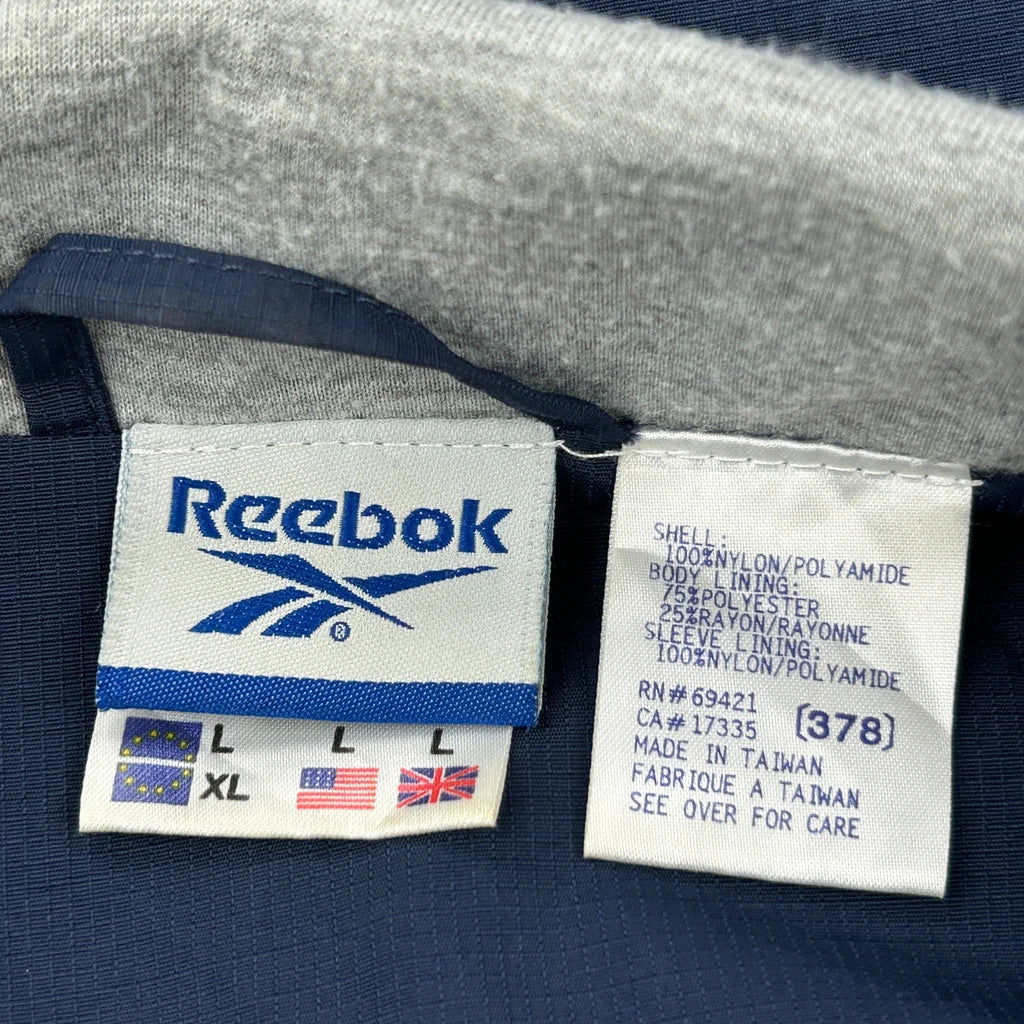 Reebok
®
L L L
XL
SHELL:
100%NYLON/POLYAMIDE
BODY LINING:
75%POLYESTER
25%RAYON/RAYONNE
SLEEVE LINING:
100%NYLON/POLYAMIDE
RN#69421
CA#17335 (378)
MADE IN TAIWAN
FABRIQUE A TAIWAN
SEE OVER FOR CARE